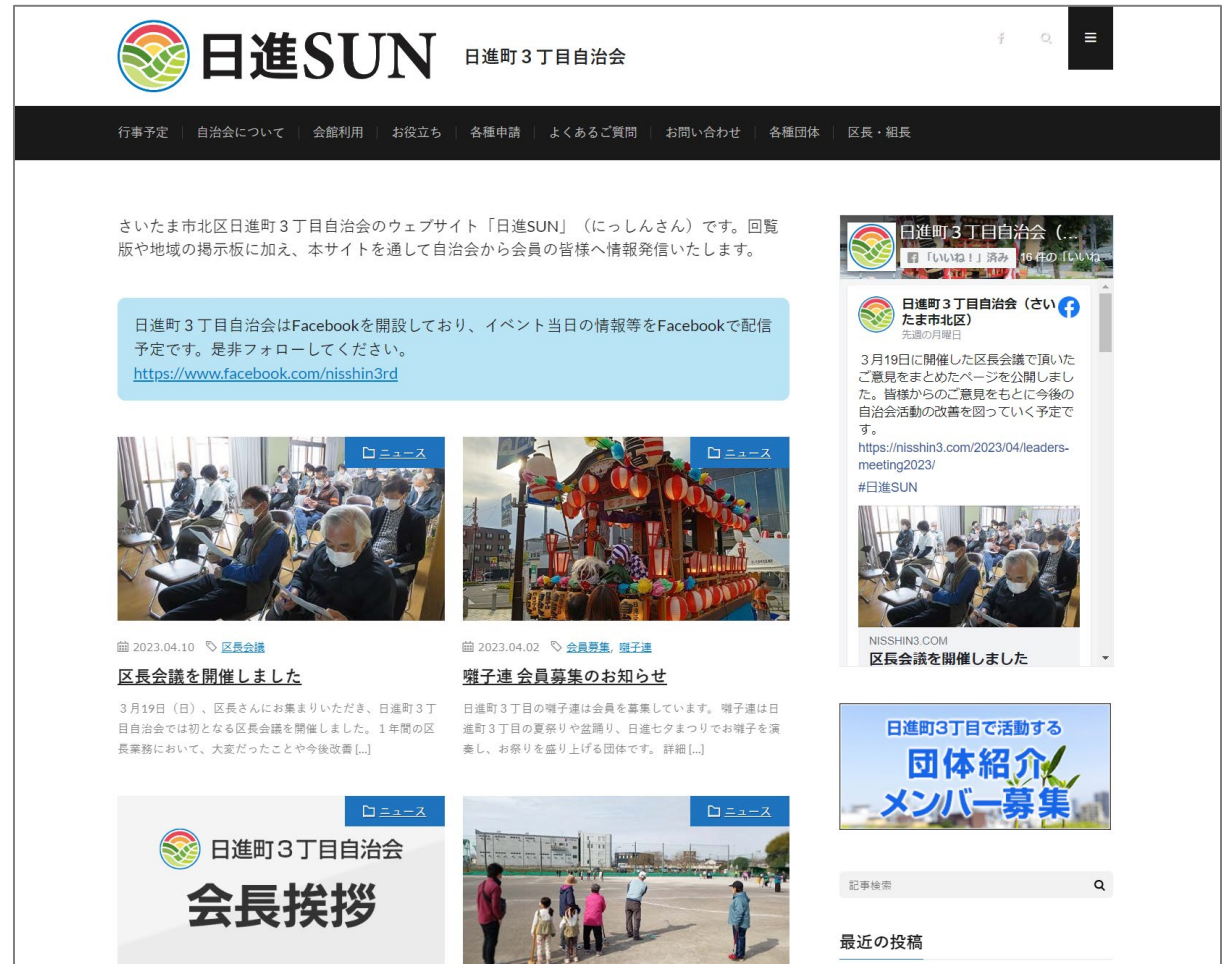 日進SUN 日進町３丁目自治会
行事予定 自治会について 会館利用 お役立ち 各種申請 よくあるご質問 お問い合わせ 各種団体 区長・組長
さいたま市北区日進町３丁目自治会のウェブサイト「日進SUN」（にっしんさん）です。回覧
版や地域の掲示板に加え、本サイトを通して自治会から会員の皆様へ情報発信いたします。
日進町３丁目自治会はFacebookを開設しており、イベント当日の情報等をFacebookで配信
予定です。是非フォローしてください。
https://www.facebook.com/nisshin3rd
ニュース
2023.04.10 区長会議
区長会議を開催しました
３月19日（日）、区長さんにお集まりいただき、日進町３丁
目自治会では初となる区長会議を開催しました。１年間の区
長業務において、大変だったことや今後改善 [...]
ニュース
2023.04.02 会員募集, 囃子連
囃子連 会員募集のお知らせ
日進町３丁目の囃子連は会員を募集しています。 囃子連は日
進町３丁目の夏祭りや盆踊り、日進七夕まつりでお囃子を演
奏し、お祭りを盛り上げる団体です。 詳細 [...]
ニュース
日進町３丁目自治会
会長挨拶
ニュース
日進町３丁目自治会（...
「いいね！」済み 16 件の「いいね
日進町３丁目自治会（さい
たま市北区）
先週の月曜日
３月19日に開催した区長会議で頂いた
ご意見をまとめたページを公開しまし
た。皆様からのご意見をもとに今後の
自治会活動の改善を図っていく予定で
す。
https://nisshin3.com/2023/04/leaders-
meeting2023/
#日進SUN
NISSHIN3.COM
区長会議を開催しました
日進町3丁目で活動する
団体紹介
メンバー募集
記事検索
最近の投稿